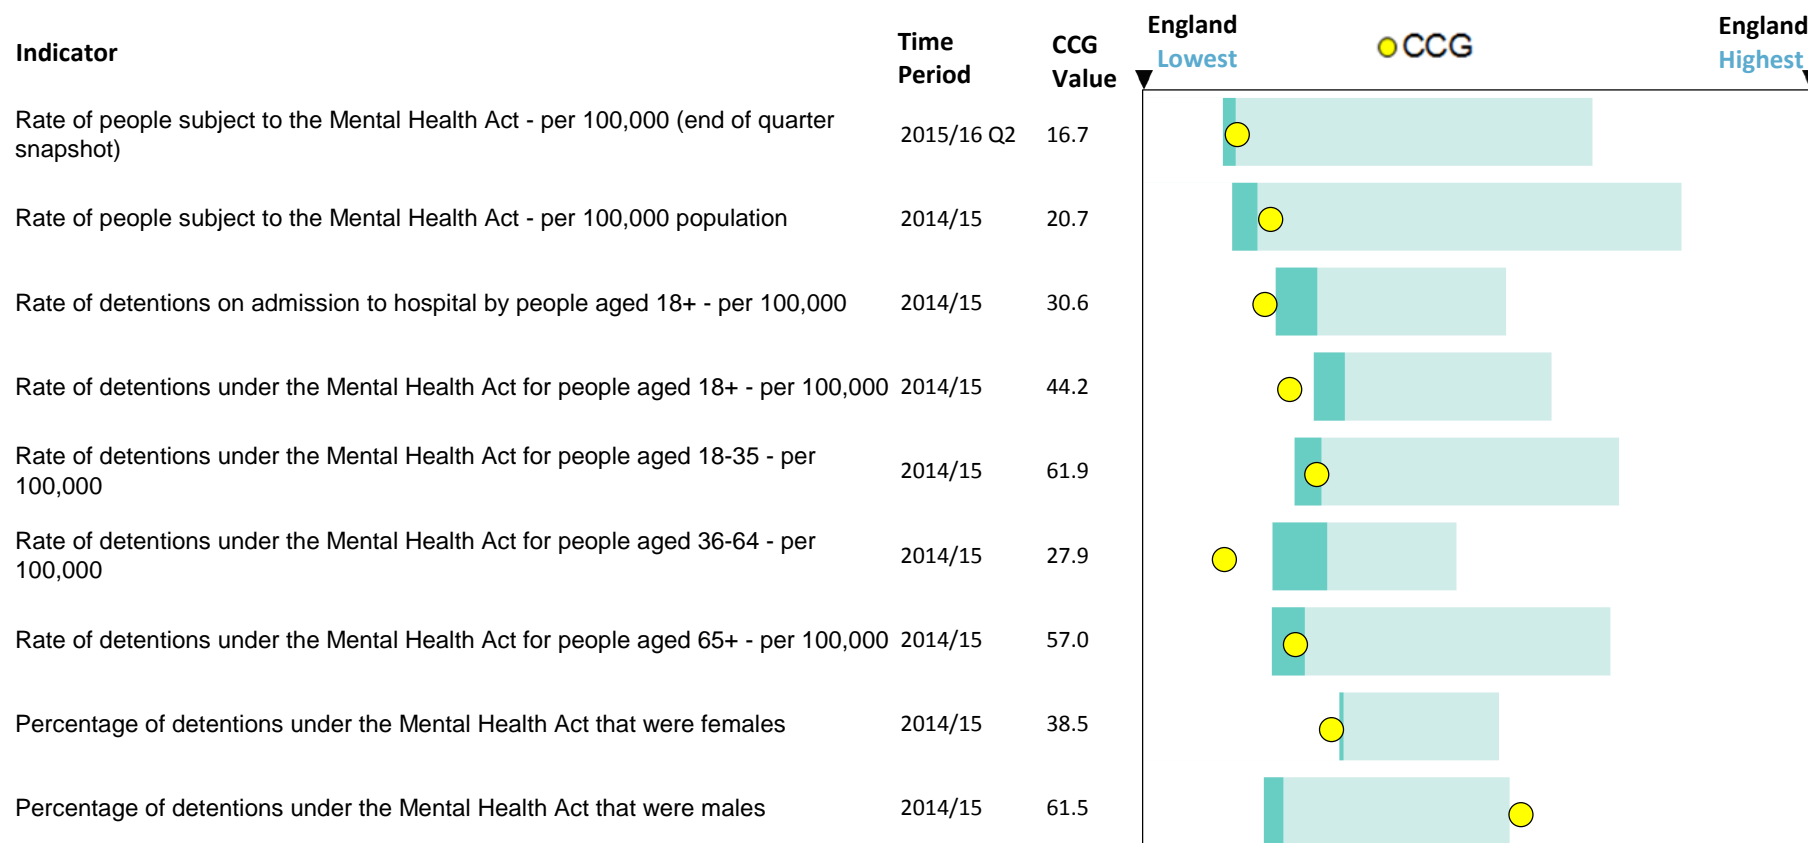 Indicator
Time Period
CCG Value
England Lowest
CCG
England Highest
Rate of people subject to the Mental Health Act - per 100,000 (end of quarter
snapshot)
2015/16 Q2
16.7
Rate of people subject to the Mental Health Act - per 100,000 population
2014/15
20.7
Rate of detentions on admission to hospital by people aged 18+ - per 100,000
2014/15
30.6
Rate of detentions under the Mental Health Act for people aged 18+ - per 100,000
2014/15
44.2
Rate of detentions under the Mental Health Act for people aged 18-35 - per
100,000
2014/15
61.9
Rate of detentions under the Mental Health Act for people aged 36-64 - per
100,000
2014/15
27.9
Rate of detentions under the Mental Health Act for people aged 65+ - per 100,000
2014/15
57.0
Percentage of detentions under the Mental Health Act that were females
2014/15
38.5
Percentage of detentions under the Mental Health Act that were males
2014/15
61.5